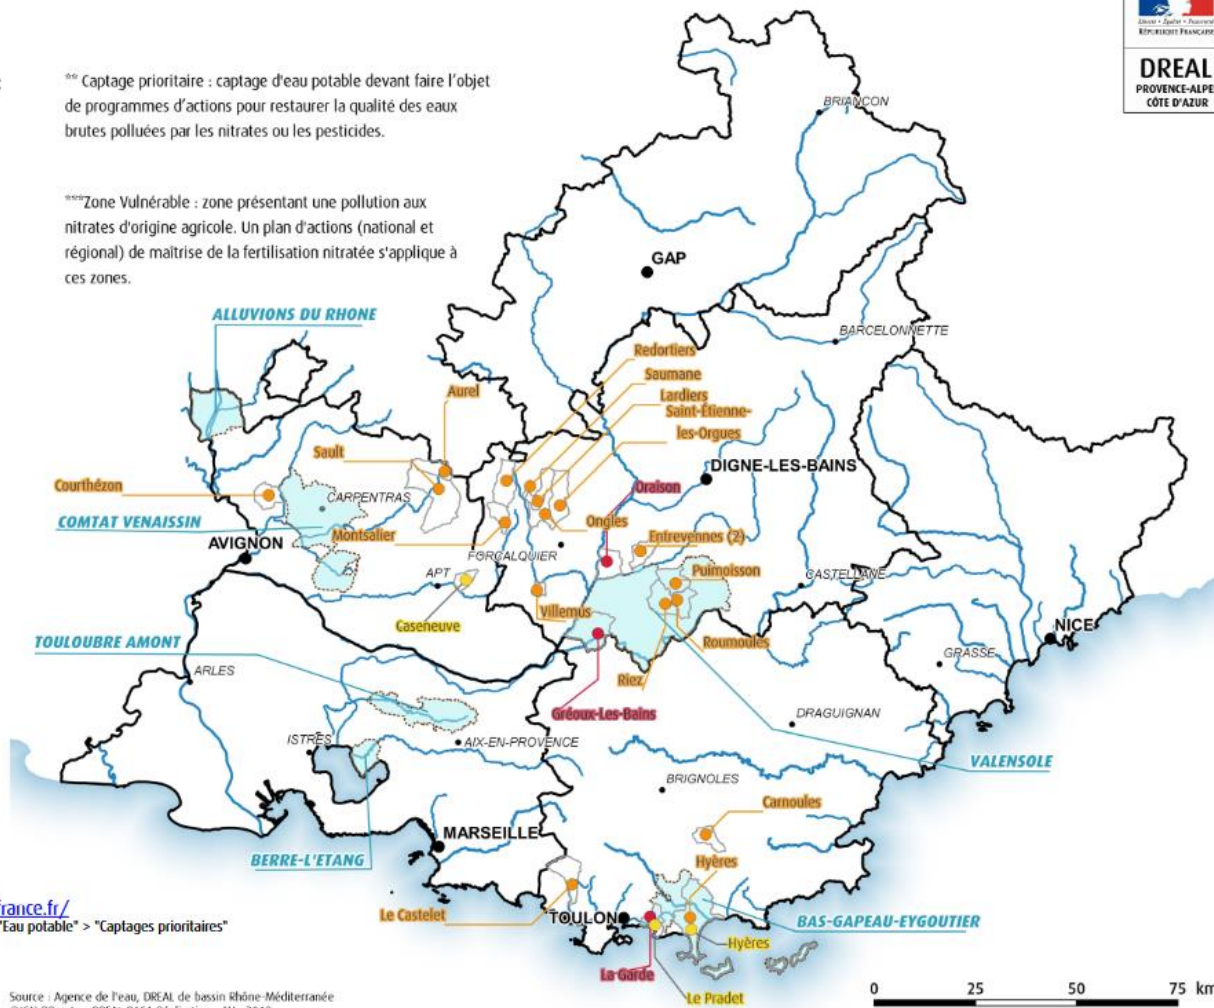 RÉPUBLIQUE FRANÇAISE
DREAL
PROVENCE-ALPE
CÔTE D'AZUR
** Captage prioritaire : captage d'eau potable devant faire l'objet
de programmes d'actions pour restaurer la qualité des eaux
brutes polluées par les nitrates ou les pesticides.
***Zone Vulnérable : zone présentant une pollution aux
nitrates d'origine agricole. Un plan d'actions (national et
régional) de maîtrise de la fertilisation nitratée s'applique à
ces zones.
BRIANCON
GAP
ALLUVIONS DU RHONE
BARCELONNETTE
Redortiers
Saumane
Aurel
Lardiers
Saint-Étienne-
les-Orgues
Sault
DIGNE-LES-BAINS
Courthézon
Oraison
CARPENTRAS
COMTAT VENAISSIN
Montsalier
Ongles
Entrevennes (2)
AVIGNON
FORCALQUIER
APT
Puimoisson
CASTELLANE
Villemus
Caseneuve
NICE
TOULOUBRE AMONT
Roumoules
GRASSE
ARLES
Riez
Gréoux-Les-Bains
DRAGUIGNAN
ISTRES
AIX-EN-PROVENCE
VALENSOLE
BRIGNOLES
Carnoules
MARSEILLE
BERRE-L'ETANG
Hyères
france.fr/
"Eau potable" > "Captages prioritaires"
Le Castelet
TOULON
BAS-GAPEAU-EYGOUTIER
Hyères
La Garde
Le Pradet
0 25 50 75 km
Source : Agence de l'eau, DREAL de bassin Rhône-Méditerranée